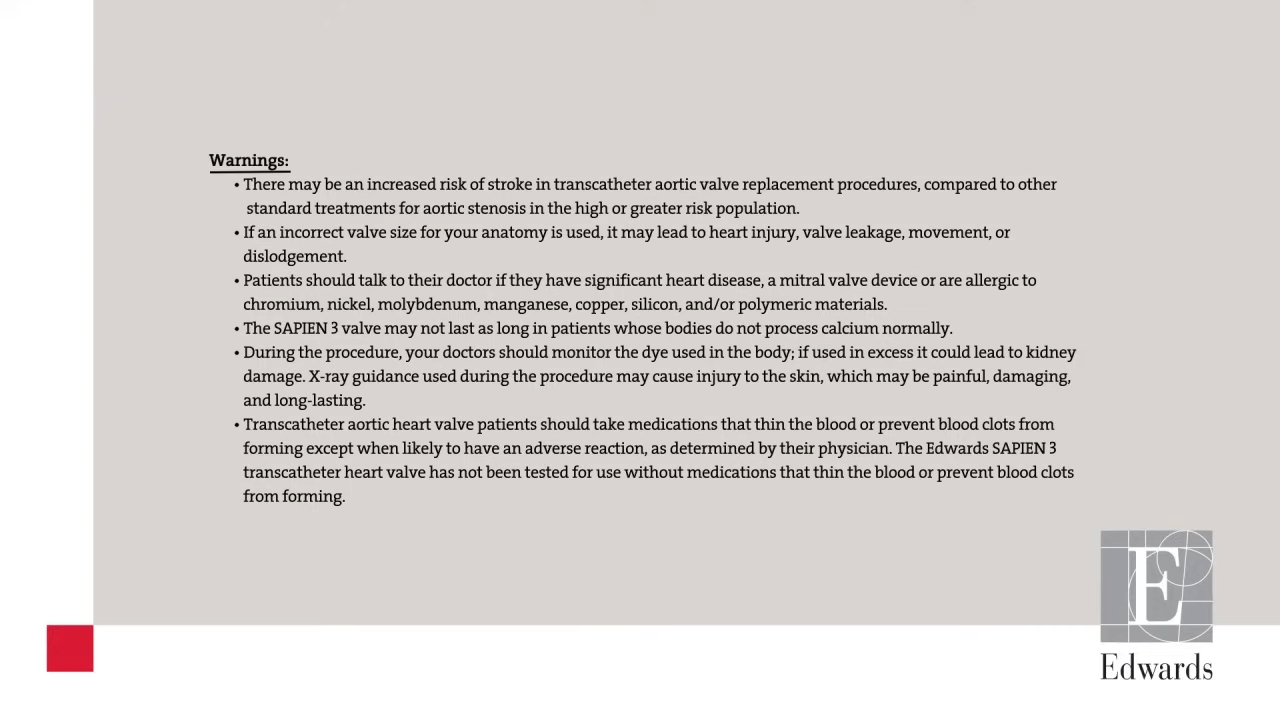 Warnings:
• There may be an increased risk of stroke in transcatheter aortic valve replacement procedures, compared to other
standard treatments for aortic stenosis in the high or greater risk population.
• If an incorrect valve size for your anatomy is used, it may lead to heart injury, valve leakage, movement, or
dislodgement.
• Patients should talk to their doctor if they have significant heart disease, a mitral valve device or are allergic to
chromium, nickel, molybdenum, manganese, copper, silicon, and/or polymeric materials.
• The SAPIEN 3 valve may not last as long in patients whose bodies do not process calcium normally.
• During the procedure, your doctors should monitor the dye used in the body; if used in excess it could lead to kidney
damage. X-ray guidance used during the procedure may cause injury to the skin, which may be painful, damaging,
and long-lasting.
• Transcatheter aortic heart valve patients should take medications that thin the blood or prevent blood clots from
forming except when likely to have an adverse reaction, as determined by their physician. The Edwards SAPIEN 3
transcatheter heart valve has not been tested for use without medications that thin the blood or prevent blood clots
from forming.
E
Edwards